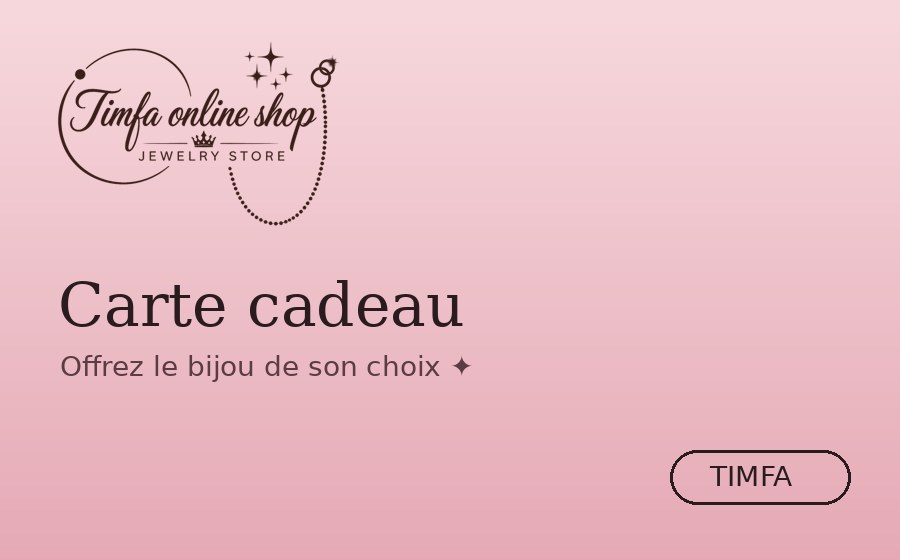 Timfa online shop
JEWELRY STORE
Carte cadeau
Offrez le bijou de son choix ✦
TIMFA